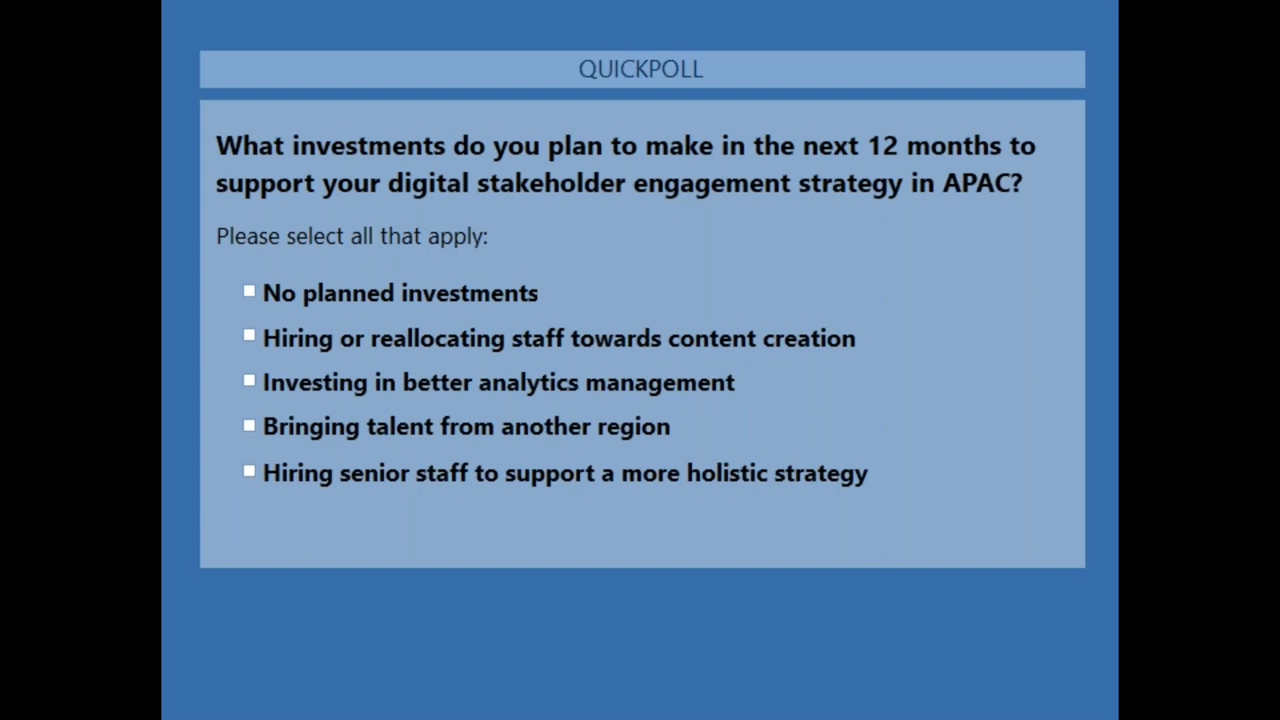 QUICKPOLL
What investments do you plan to make in the next 12 months to
support your digital stakeholder engagement strategy in APAC?
Please select all that apply:
No planned investments
Hiring or reallocating staff towards content creation
Investing in better analytics management
Bringing talent from another region
Hiring senior staff to support a more holistic strategy